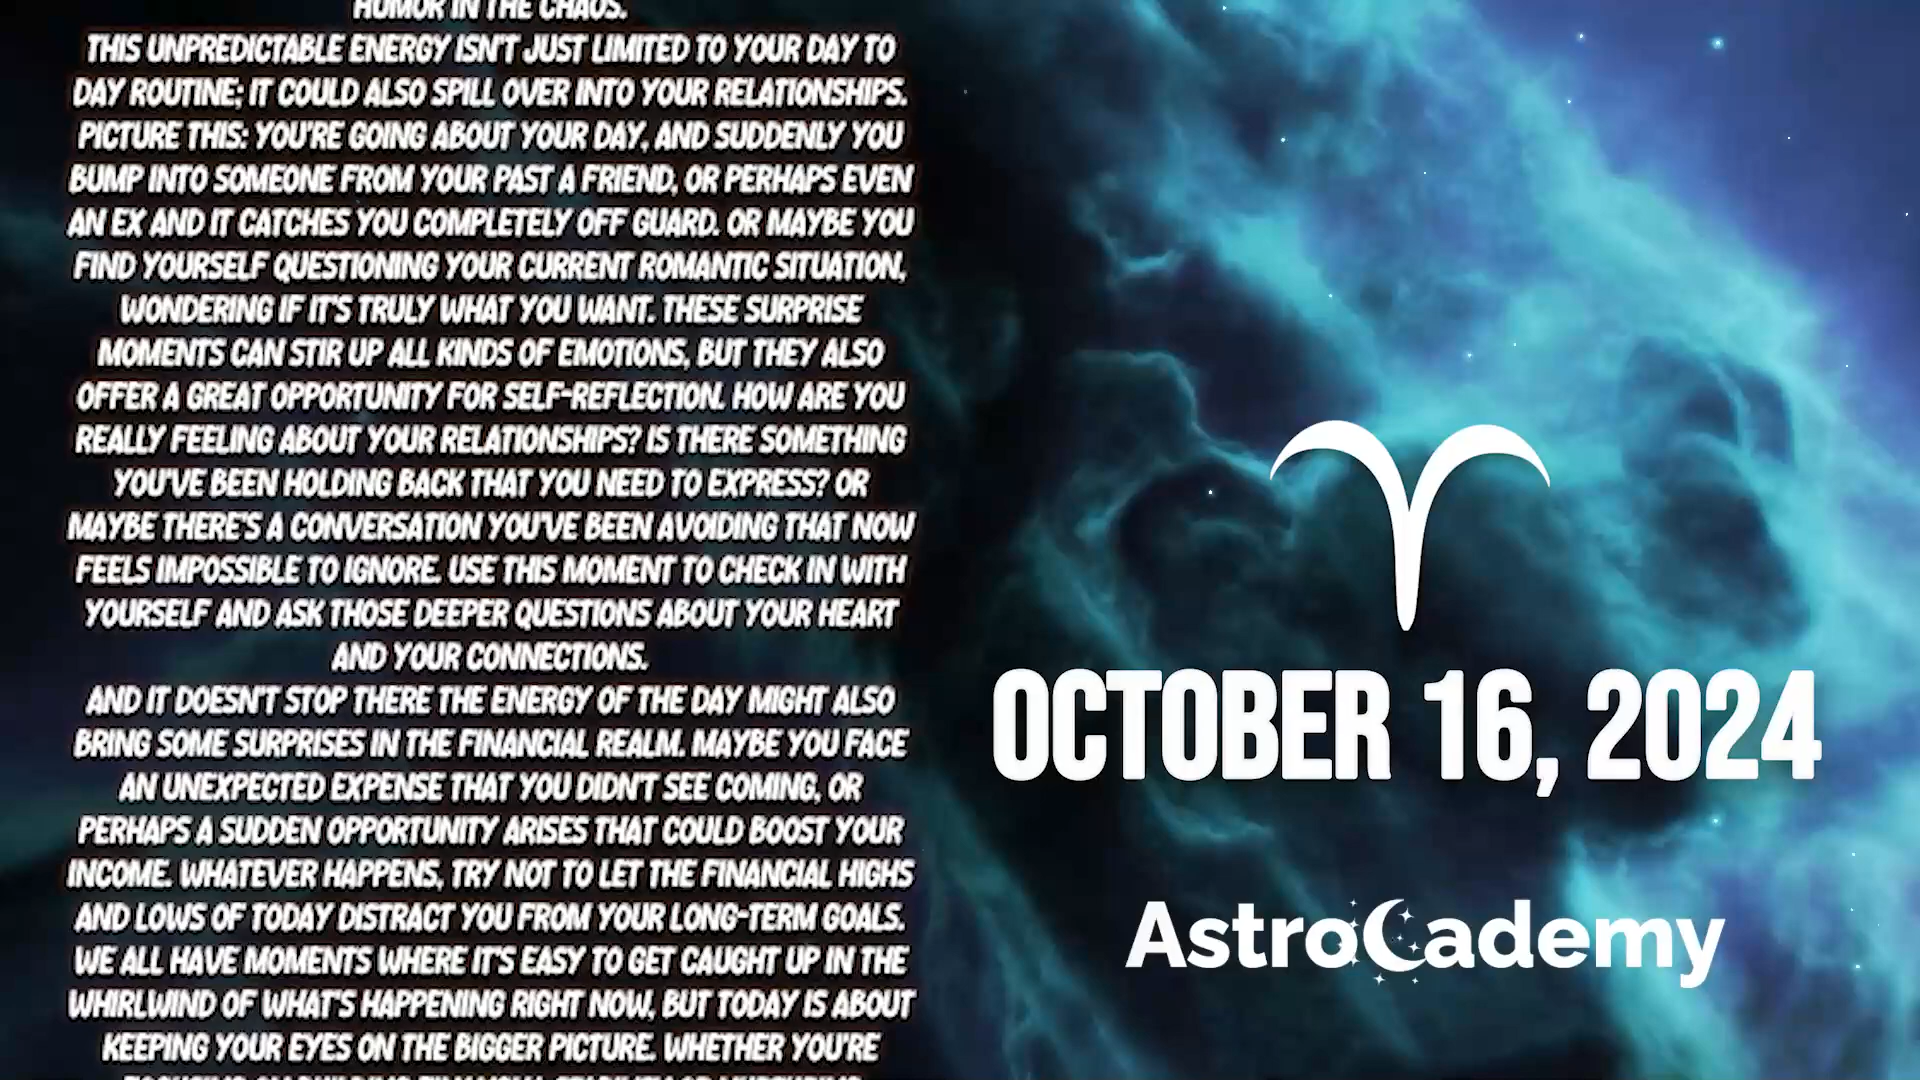 HUMOR IN THE CHAOS.
THIS UNPREDICTABLE ENERGY ISN'T JUST LIMITED TO YOUR DAY TO
DAY ROUTINE; IT COULD ALSO SPILL OVER INTO YOUR RELATIONSHIPS.
PICTURE THIS: YOU'RE GOING ABOUT YOUR DAY, AND SUDDENLY YOU
BUMP INTO SOMEONE FROM YOUR PAST A FRIEND, OR PERHAPS EVEN
AN EX AND IT CATCHES YOU COMPLETELY OFF GUARD. OR MAYBE YOU
FIND YOURSELF QUESTIONING YOUR CURRENT ROMANTIC SITUATION,
WONDERING IF IT'S TRULY WHAT YOU WANT. THESE SURPRISE
MOMENTS CAN STIR UP ALL KINDS OF EMOTIONS, BUT THEY ALSO
OFFER A GREAT OPPORTUNITY FOR SELF-REFLECTION. HOW ARE YOU
REALLY FEELING ABOUT YOUR RELATIONSHIPS? IS THERE SOMETHING
YOU'VE BEEN HOLDING BACK THAT YOU NEED TO EXPRESS? OR
MAYBE THERE'S A CONVERSATION YOU'VE BEEN AVOIDING THAT NOW
FEELS IMPOSSIBLE TO IGNORE. USE THIS MOMENT TO CHECK IN WITH
YOURSELF AND ASK THOSE DEEPER QUESTIONS ABOUT YOUR HEART
AND YOUR CONNECTIONS.
AND IT DOESN'T STOP THERE THE ENERGY OF THE DAY MIGHT ALSO
BRING SOME SURPRISES IN THE FINANCIAL REALM. MAYBE YOU FACE
AN UNEXPECTED EXPENSE THAT YOU DIDN'T SEE COMING, OR
PERHAPS A SUDDEN OPPORTUNITY ARISES THAT COULD BOOST YOUR
INCOME. WHATEVER HAPPENS, TRY NOT TO LET THE FINANCIAL HIGHS
AND LOWS OF TODAY DISTRACT YOU FROM YOUR LONG-TERM GOALS.
WE ALL HAVE MOMENTS WHERE IT'S EASY TO GET CAUGHT UP IN THE
WHIRLWIND OF WHAT'S HAPPENING RIGHT NOW, BUT TODAY IS ABOUT
KEEPING YOUR EYES ON THE BIGGER PICTURE. WHETHER YOU'RE
OCTOBER 16, 2024
AstroCademy